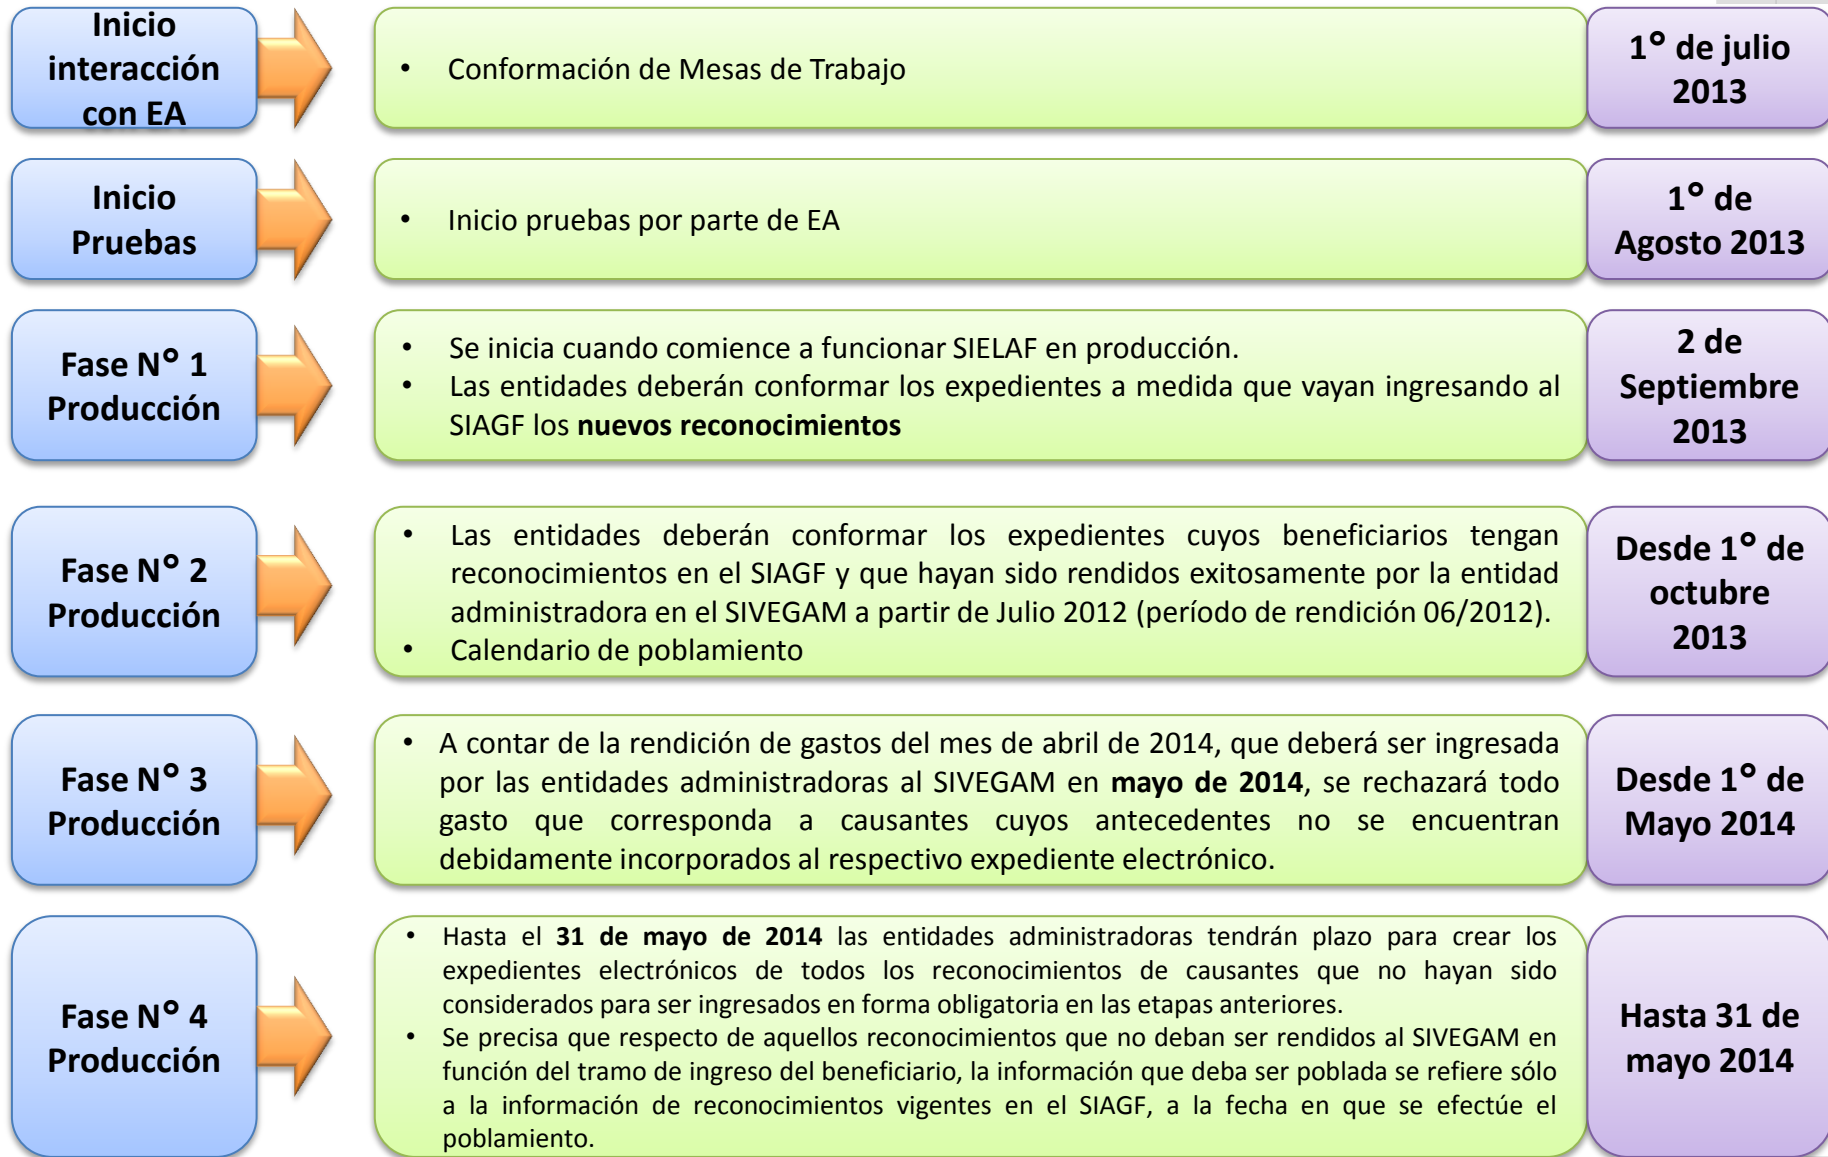 Inicio
interacción
con EA
• Conformación de Mesas de Trabajo
1° de julio
2013
Inicio
Pruebas
• Inicio pruebas por parte de EA
1° de
Agosto 2013
Fase N° 1
Producción
• Se inicia cuando comience a funcionar SIELAF en producción.
• Las entidades deberán conformar los expedientes a medida que vayan ingresando al
SIAGF los nuevos reconocimientos
2 de
Septiembre
2013
Fase N° 2
Producción
• Las entidades deberán conformar los expedientes cuyos beneficiarios tengan
reconocimientos en el SIAGF y que hayan sido rendidos exitosamente por la entidad
administradora en el SIVEGAM a partir de Julio 2012 (período de rendición 06/2012).
• Calendario de poblamiento
Desde 1° de
octubre
2013
Fase N° 3
Producción
• A contar de la rendición de gastos del mes de abril de 2014, que deberá ser ingresada
por las entidades administradoras al SIVEGAM en mayo de 2014, se rechazará todo
gasto que corresponda a causantes cuyos antecedentes no se encuentran
debidamente incorporados al respectivo expediente electrónico.
Desde 1° de
Mayo 2014
Fase N° 4
Producción
• Hasta el 31 de mayo de 2014 las entidades administradoras tendrán plazo para crear los
expedientes electrónicos de todos los reconocimientos de causantes que no hayan sido
considerados para ser ingresados en forma obligatoria en las etapas anteriores.
• Se precisa que respecto de aquellos reconocimientos que no deban ser rendidos al SIVEGAM en
función del tramo de ingreso del beneficiario, la información que deba ser poblada se refiere sólo
a la información de reconocimientos vigentes en el SIAGF, a la fecha en que se efectúe el
poblamiento.
Hasta 31 de
mayo 2014